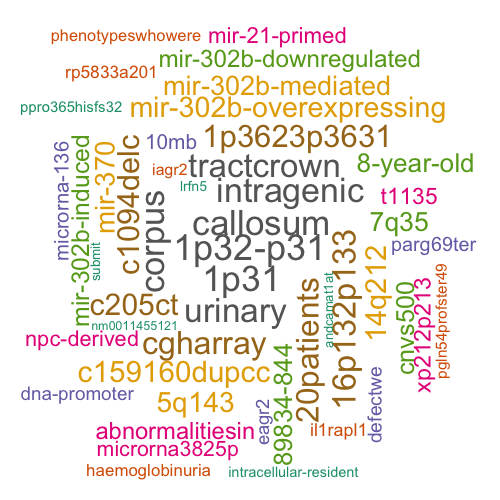 phenotypeswhowere
mir-21-primed
mir-302b-downregulated
rp5833a201
mir-302b-mediated
ppro365hisfs32
mir-302b-overexpressing
10mb
1p3623p3631
microrna-136
mir-302b-induced
mir-370
c1094delc
iagr2
tractcrown
8-year-old
lrfn5
intragenic
t1135
corpus
callosum
7q35
submit
1p32-p31
parg69ter
1p31
andcamat1at
16p132p133
14q212
cnvs500
xp212p213
pgln54profster49
c205ct
urinary
20patients
nm0011455121
npc-derived
cgharray
89834-844
c159160dupcc
dna-promoter
5q143
eagr2
il1rapl1
defectwe
abnormalitiesin
microrna3825p
haemoglobinuria
intracellular-resident